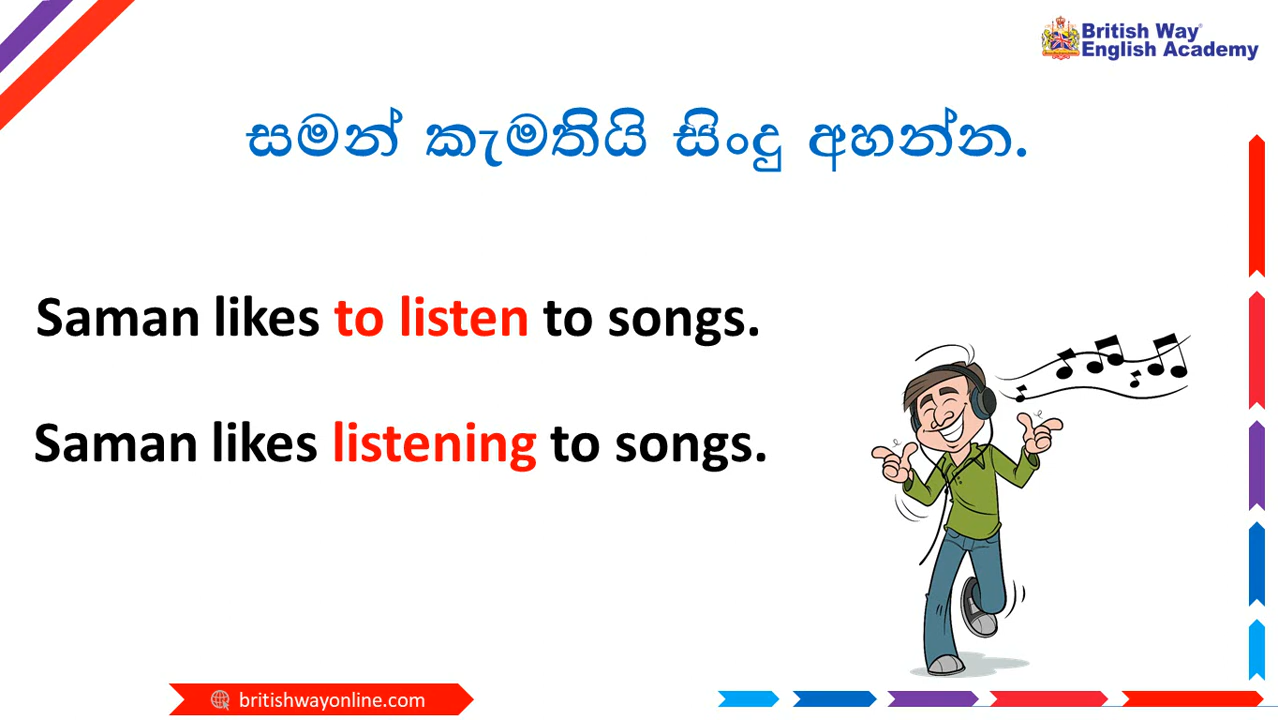 British Way
English Academy
සමන් කැමතියි සිංදු අහන්න.
Saman likes to listen to songs.
Saman likes listening to songs.
britishwayonline.com